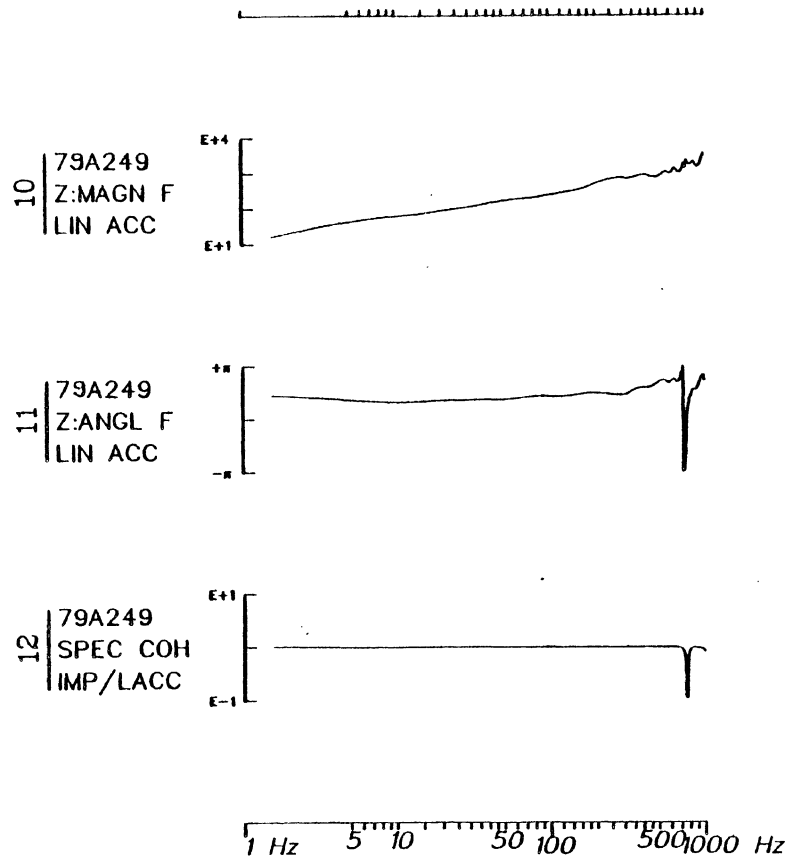 E+4
10
79A249
Z:MAGN F
LIN ACC
E+1
+π
11
79A249
Z:ANGL F
LIN ACC
-π
E+1
12
79A249
SPEC COH
IMP/LACC
E-1
1 Hz 5 10 50 100 500 1000 Hz